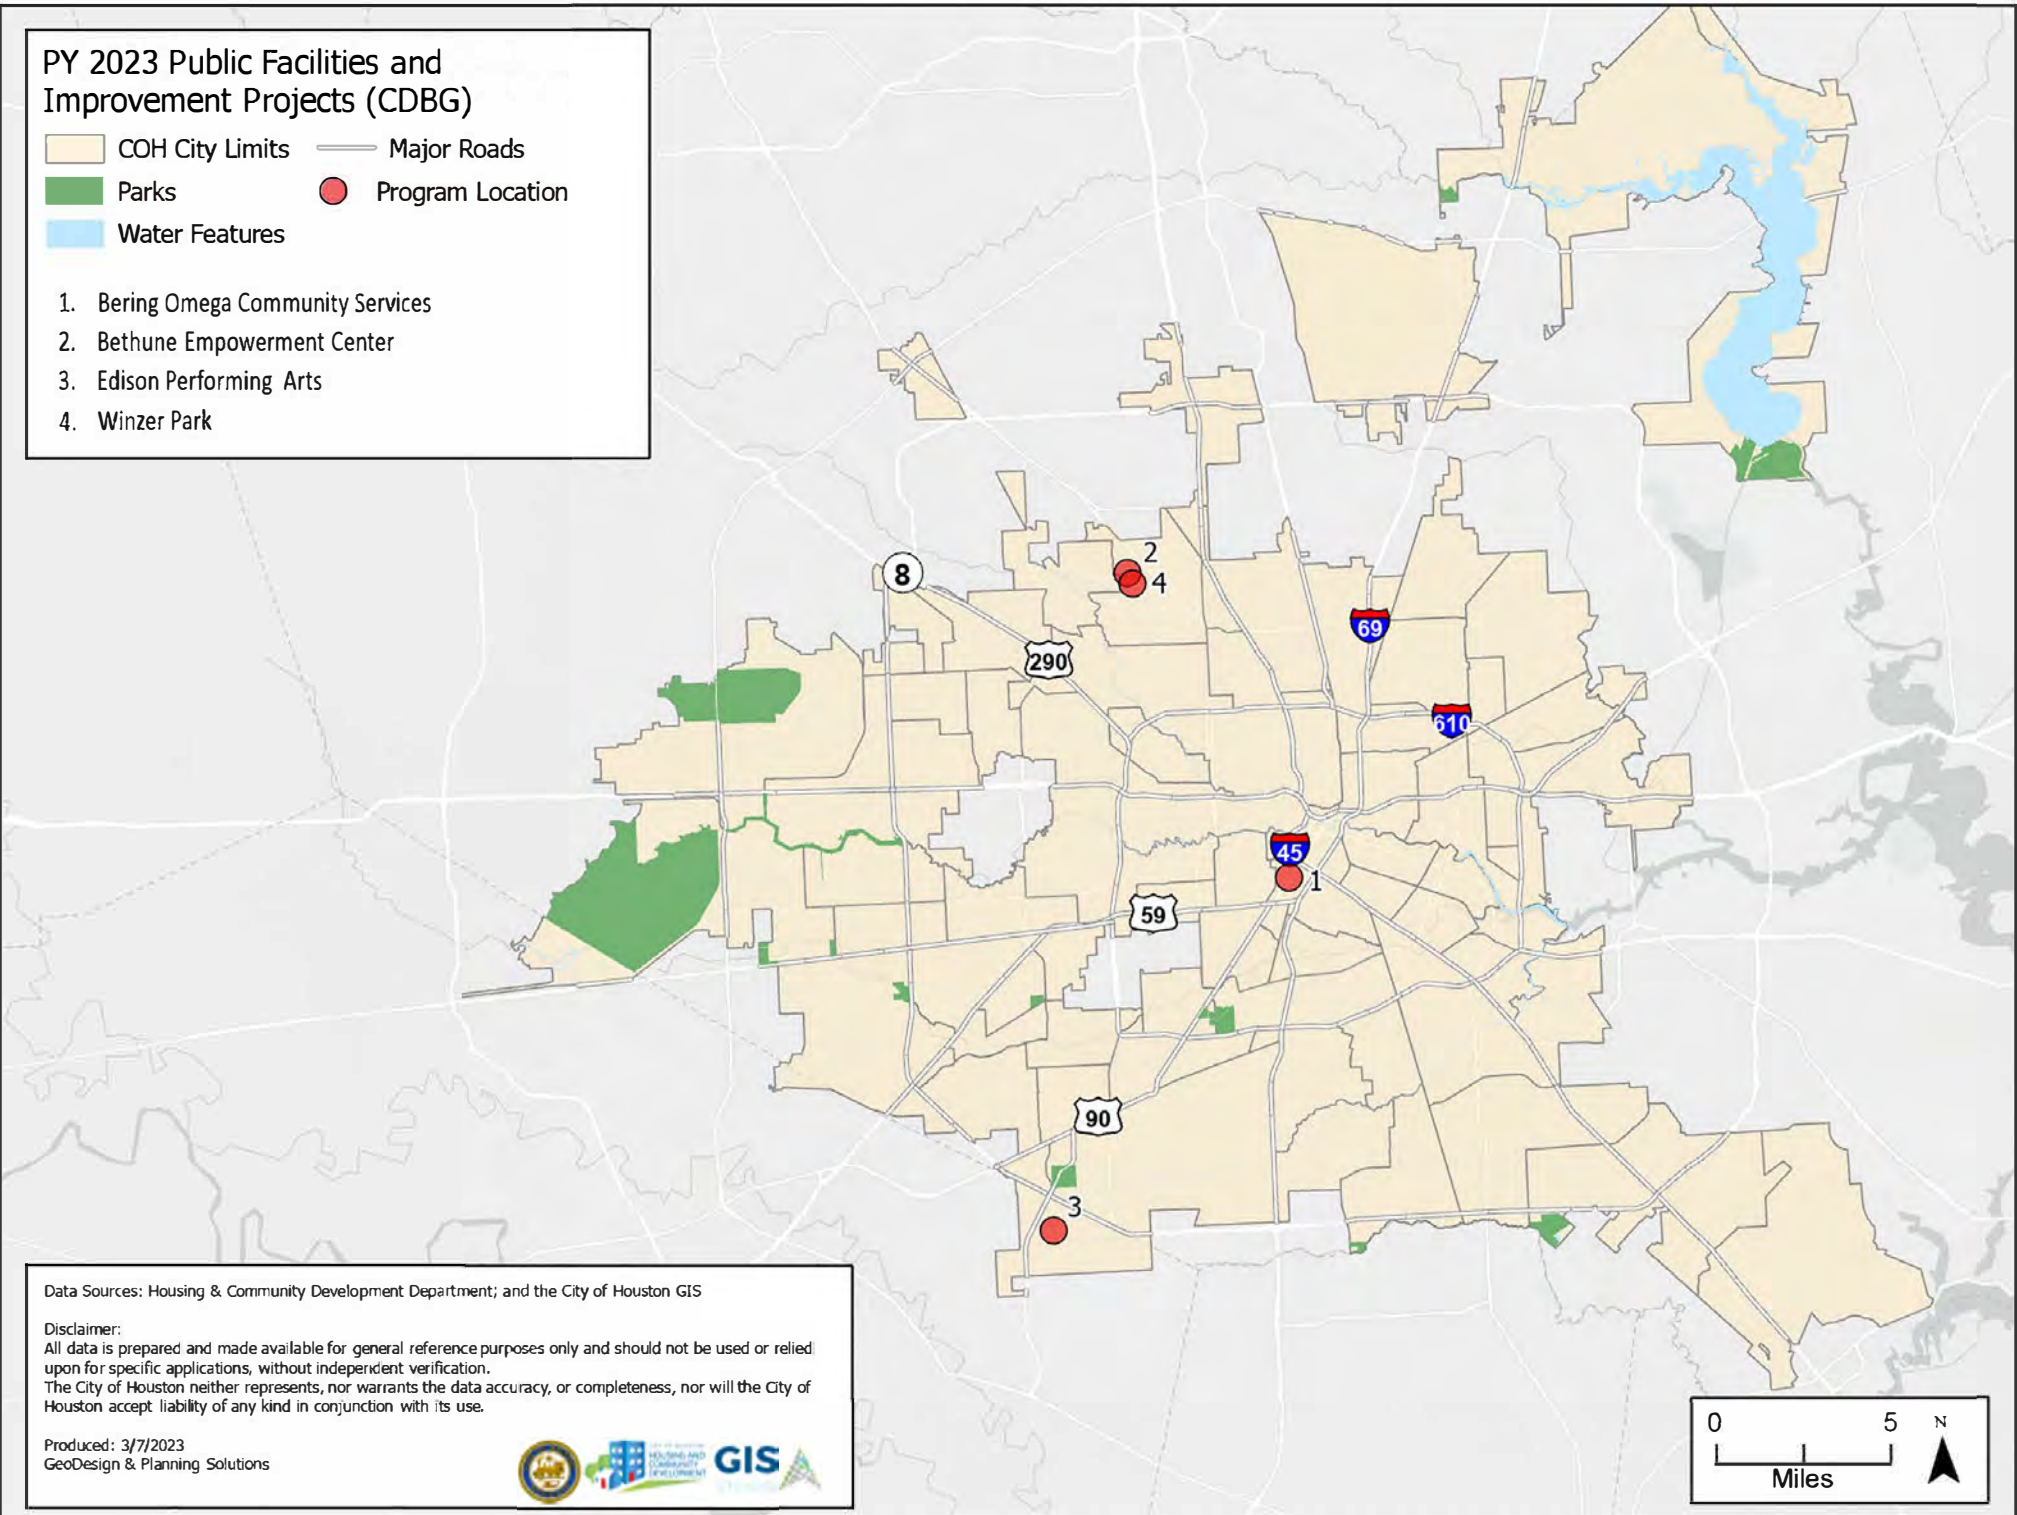 PY 2023 Public Facilities and
Improvement Projects (CDBG)
COH City Limits
Major Roads
Parks
Program Location
Water Features
1. Bering Omega Community Services
2. Bethune Empowerment Center
3. Edison Performing Arts
4. Winzer Park
8
2
4
69
290
610
45
1
59
90
3
Data Sources: Housing & Community Development Department; and the City of Houston GIS
Disclaimer:
All data is prepared and made available for general reference purposes only and should not be used or relied
upon for specific applications, without independent verification.
The City of Houston neither represents, nor warrants the data accuracy, or completeness, nor will the City of
Houston accept liability of any kind in conjunction with its use.
Produced: 3/7/2023
GeoDesign & Planning Solutions
HOUSING AND
COMMUNITY
DEVELOPMENT
GIS
0 5
Miles
N